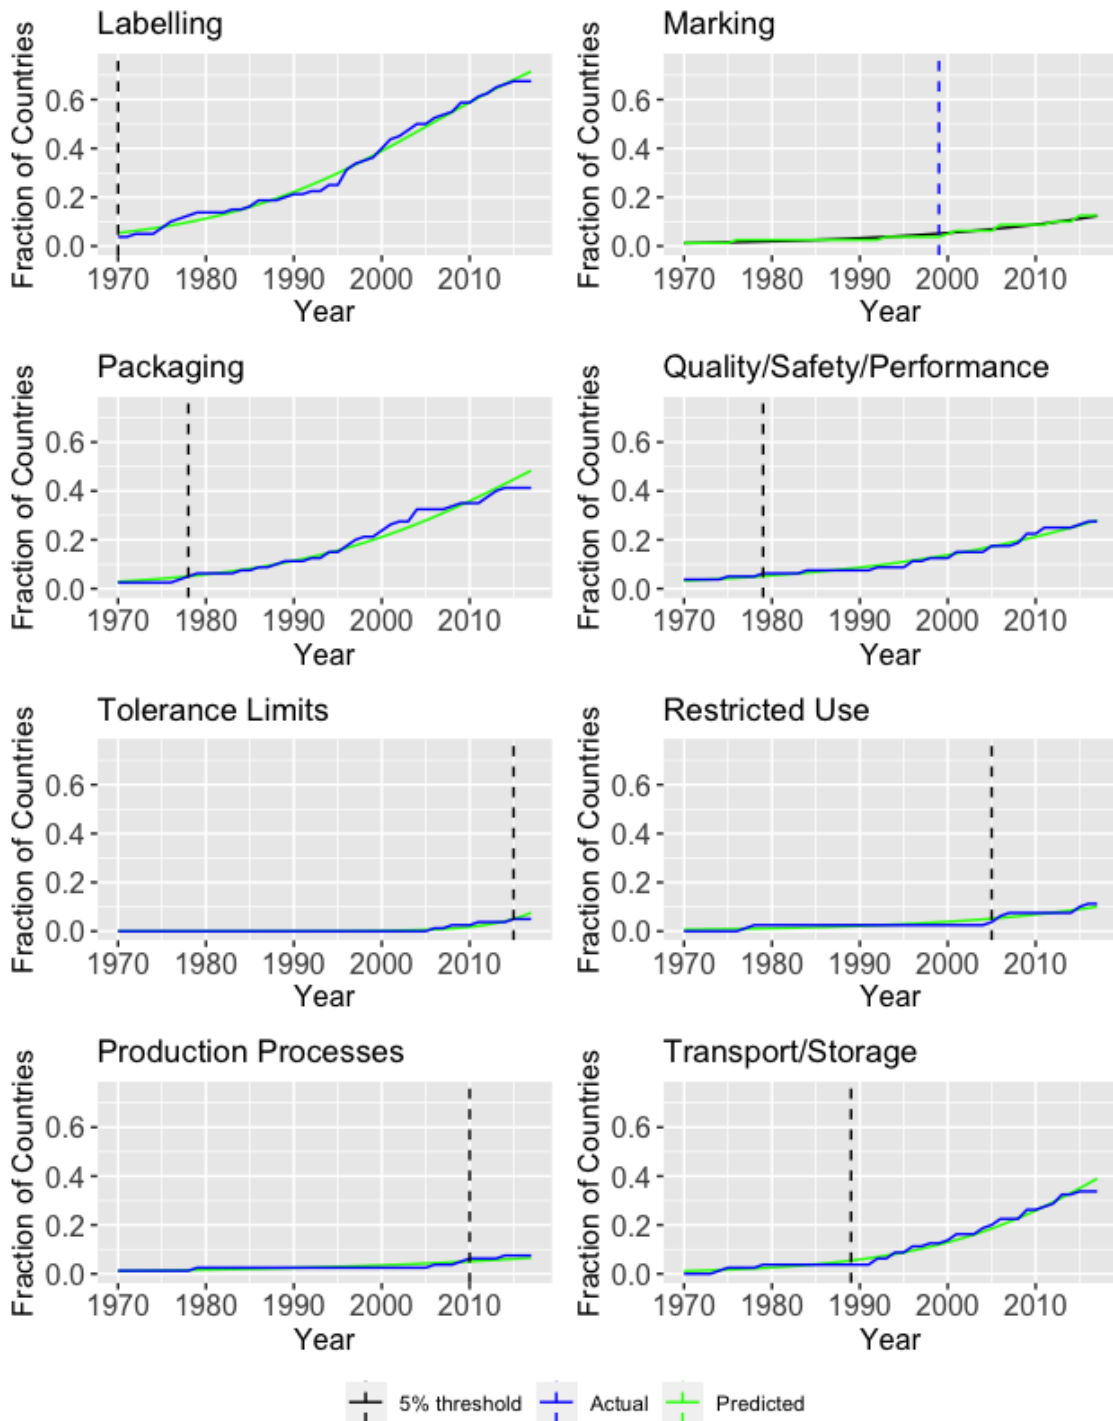 Labelling
Fraction of Countries
0.6
0.4
0.2
0.0
1970 1980 1990 2000 2010
Year
Marking
Fraction of Countries
0.6
0.4
0.2
0.0
1970 1980 1990 2000 2010
Year
Packaging
Fraction of Countries
0.6
0.4
0.2
0.0
1970 1980 1990 2000 2010
Year
Quality/Safety/Performance
Fraction of Countries
0.6
0.4
0.2
0.0
1970 1980 1990 2000 2010
Year
Tolerance Limits
Fraction of Countries
0.6
0.4
0.2
0.0
1970 1980 1990 2000 2010
Year
Restricted Use
Fraction of Countries
0.6
0.4
0.2
0.0
1970 1980 1990 2000 2010
Year
Production Processes
Fraction of Countries
0.6
0.4
0.2
0.0
1970 1980 1990 2000 2010
Year
Transport/Storage
Fraction of Countries
0.6
0.4
0.2
0.0
1970 1980 1990 2000 2010
Year
5% threshold Actual Predicted